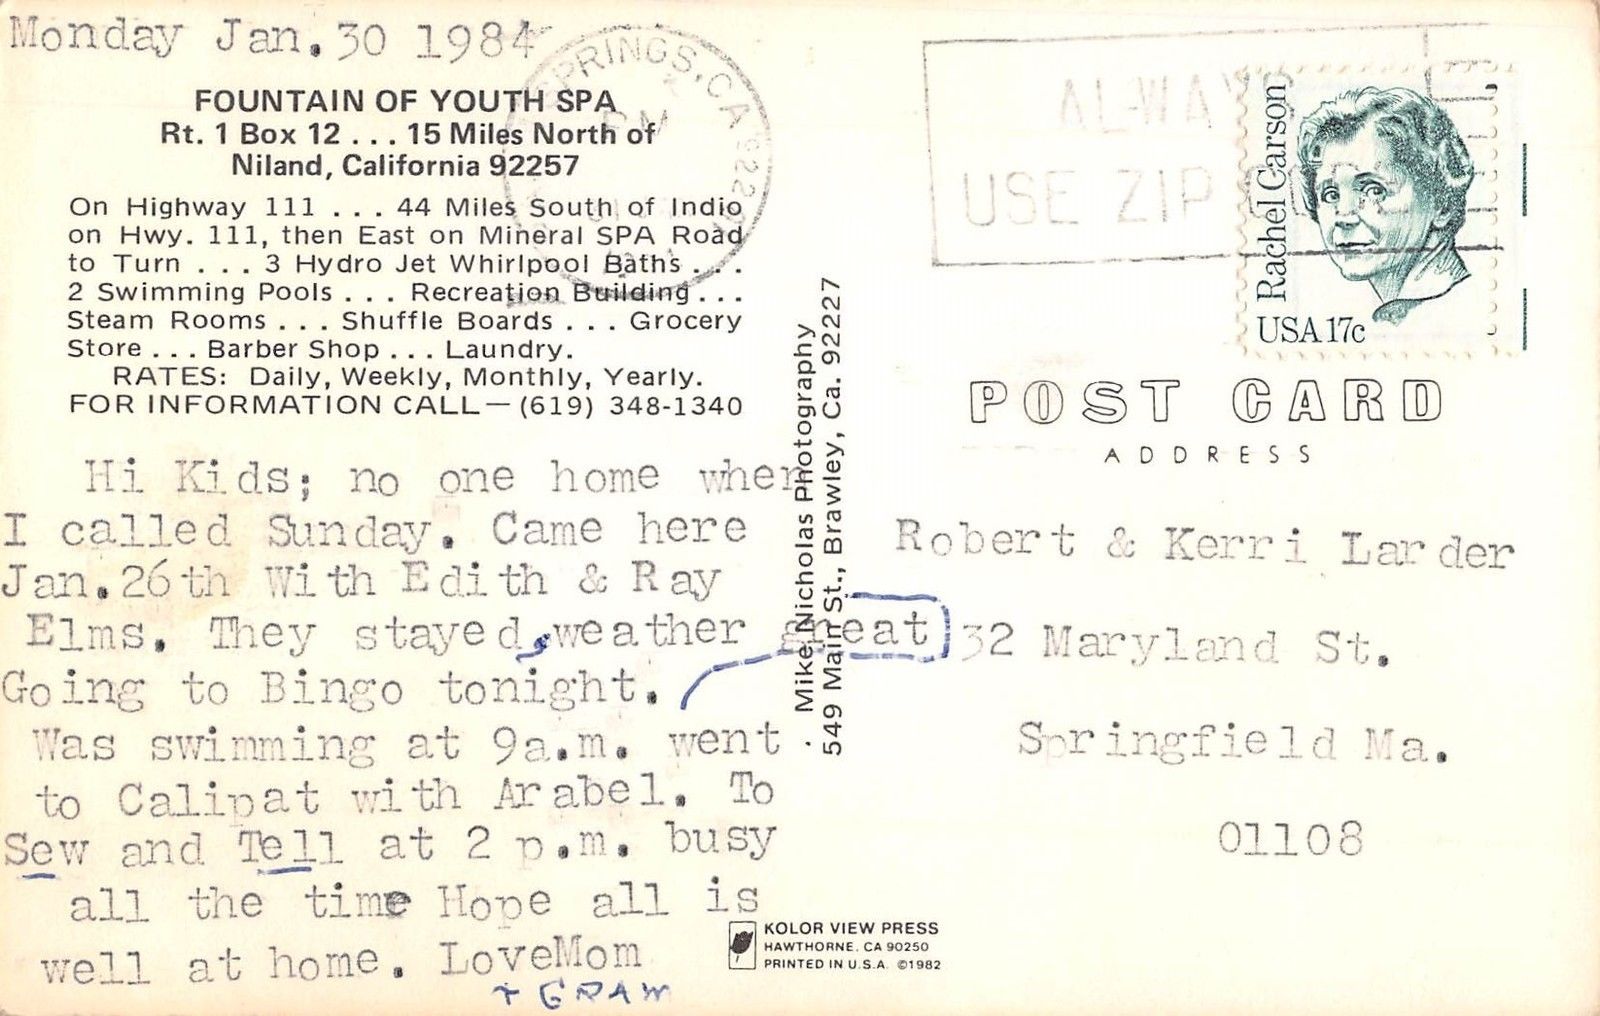 Monday Jan. 30 1984
FOUNTAIN OF YOUTH SPA
Rt. 1 Box 12 . . . 15 Miles North of
Niland, California 92257
On Highway 111 . . . 44 Miles South of Indio
on Hwy. 111, then East on Mineral SPA Road
to Turn . . . 3 Hydro Jet Whirlpool Baths . . .
2 Swimming Pools . . . Recreation Building . . .
Steam Rooms . . . Shuffle Boards . . . Grocery
Store . . . Barber Shop . . . Laundry.
RATES: Daily, Weekly, Monthly, Yearly.
FOR INFORMATION CALL — (619) 348-1340
Hi Kids; no one home when
I called Sunday. Came here
Jan. 26th With Edith & Ray
Elms. They stayed, weather great
Going to Bingo tonight.
Was swimming at 9a.m. went
to Calipat with Arabel. To
Sew and Tell at 2 p.m. busy
all the time Hope all is
well at home. LoveMom
+ GRAM
Mike Nicholas Photography
549 Main St., Brawley, Ca. 92227
SPRINGS, CA
PM
AL-WAY
USE ZIP
Rachel Carson
USA 17c
POST CARD
ADDRESS
Robert & Kerri Larder
32 Maryland St.
Springfield Ma.
01108
KOLOR VIEW PRESS
HAWTHORNE, CA 90250
PRINTED IN U.S.A. ©1982